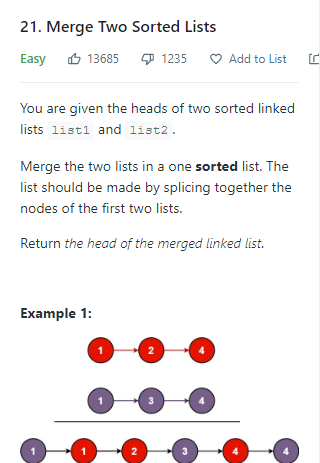 21. Merge Two Sorted Lists
Easy 13685 1235 Add to List
You are given the heads of two sorted linked
lists list1 and list2.
Merge the two lists in a one sorted list. The
list should be made by splicing together the
nodes of the first two lists.
Return the head of the merged linked list.
Example 1:
1 2 4
1 3 4
1 1 2 3 4 4